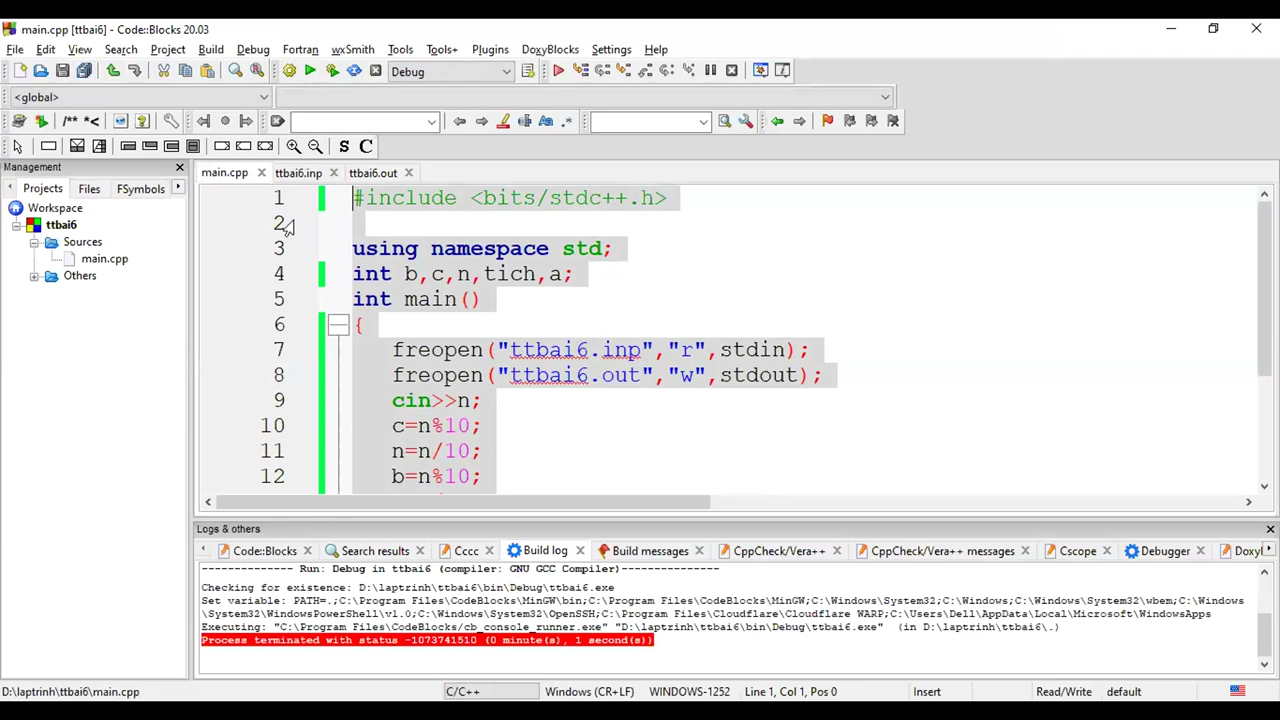 main.cpp [ttbai6] - Code::Blocks 20.03
File Edit View Search Project Build Debug Fortran wxSmith Tools Tools+ Plugins DoxyBlocks Settings Help
Debug
<global>
/** *<
S C
Management
Projects Files FSymbols
Workspace
ttbai6
Sources
main.cpp
Others
main.cpp ttbai6.inp ttbai6.out
1 #include <bits/stdc++.h>
2
3 using namespace std;
4 int b,c,n,tich,a;
5 int main()
6 {
7 freopen("ttbai6.inp","r",stdin);
8 freopen("ttbai6.out","w",stdout);
9 cin>>n;
10 c=n%10;
11 n=n/10;
12 b=n%10;
Logs & others
Code::Blocks Search results Cccc Build log Build messages CppCheck/Vera++ CppCheck/Vera++ messages Cscope Debugger Doxy
-------------- Run: Debug in ttbai6 (compiler: GNU GCC Compiler)---------------
Checking for existence: D:\laptrinh\ttbai6\bin\Debug\ttbai6.exe
Set variable: PATH=.;C:\Program Files\CodeBlocks\MinGW\bin;C:\Program Files\CodeBlocks\MinGW;C:\Windows\System32;C:\Windows;C:\Windows\System32\wbem;C:\Windows
\System32\WindowsPowerShell\v1.0;C:\Windows\System32\OpenSSH;C:\Program Files\Cloudflare\Cloudflare WARP;C:\Users\Dell\AppData\Local\Microsoft\WindowsApps
Executing: "C:\Program Files\CodeBlocks/cb_console_runner.exe" "D:\laptrinh\ttbai6\bin\Debug\ttbai6.exe" (in D:\laptrinh\ttbai6\.)
Process terminated with status -1073741510 (0 minute(s), 1 second(s))
D:\laptrinh\ttbai6\main.cpp C/C++ Windows (CR+LF) WINDOWS-1252 Line 1, Col 1, Pos 0 Insert Read/Write default